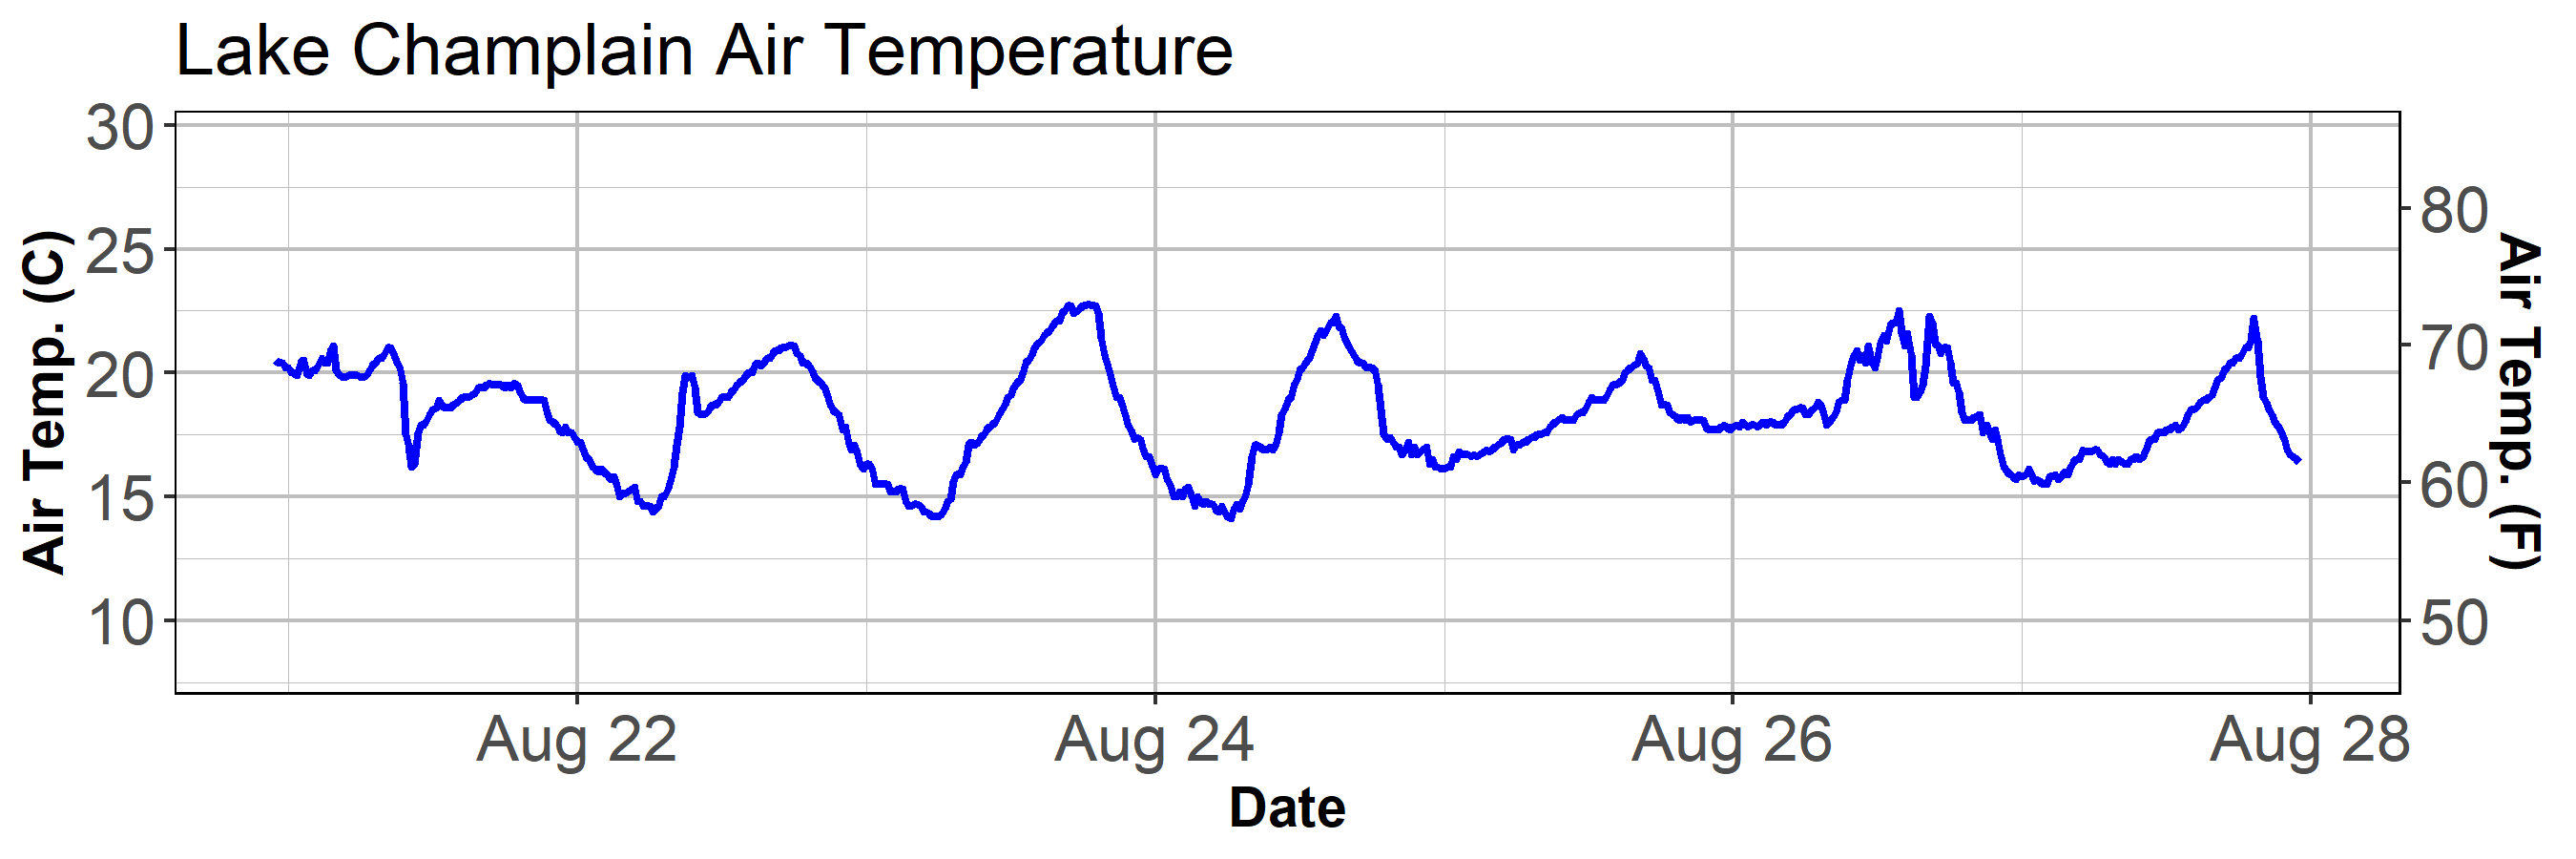 Lake Champlain Air Temperature
30
25
20
15
10
Air Temp. (C)
80
70
60
50
Air Temp. (F)
Aug 22
Aug 24
Aug 26
Aug 28
Date